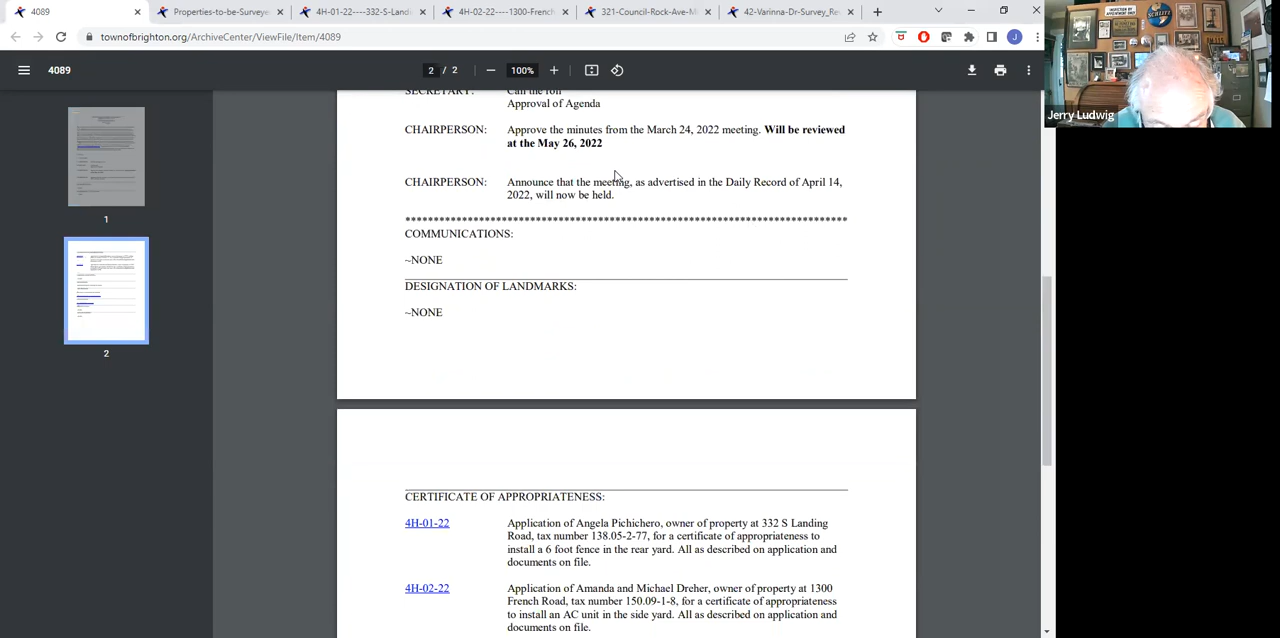 4089
Properties-to-be-Surveye
4H-01-22----332-S-Land
4H-02-22----1300-French
321-Council-Rock-Ave-M
42-Varinna-Dr-Survey_Re
townofbrighton.org/ArchiveCenter/ViewFile/Item/4089
J
4089
2 / 2
100%
Jerry Ludwig
SCHLITZ
1
2
SECRETARY: Call the roll
Approval of Agenda
CHAIRPERSON: Approve the minutes from the March 24, 2022 meeting. Will be reviewed
at the May 26, 2022
CHAIRPERSON: Announce that the meeting, as advertised in the Daily Record of April 14,
2022, will now be held.
******************************************************************************
COMMUNICATIONS:
~NONE
DESIGNATION OF LANDMARKS:
~NONE
CERTIFICATE OF APPROPRIATENESS:
4H-01-22 Application of Angela Pichichero, owner of property at 332 S Landing
Road, tax number 138.05-2-77, for a certificate of appropriateness to
install a 6 foot fence in the rear yard. All as described on application and
documents on file.
4H-02-22 Application of Amanda and Michael Dreher, owner of property at 1300
French Road, tax number 150.09-1-8, for a certificate of appropriateness
to install an AC unit in the side yard. All as described on application and
documents on file.